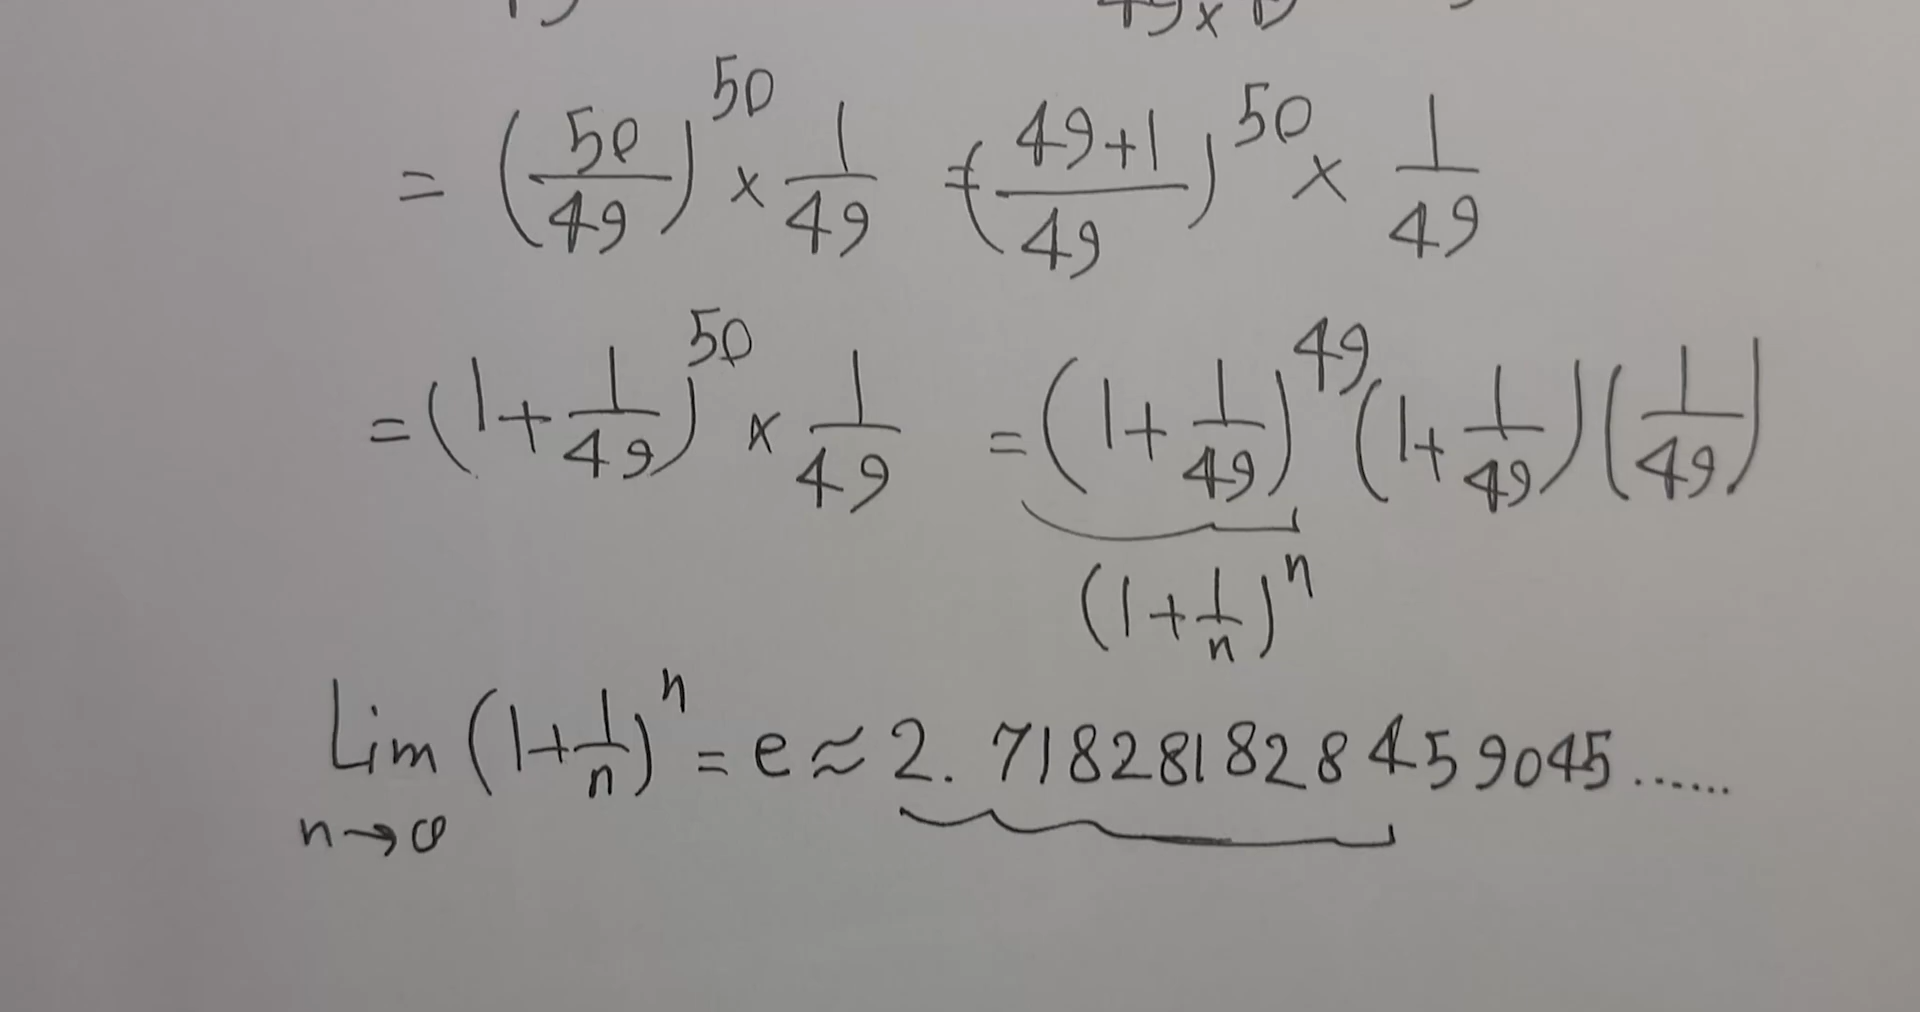 = (50/49)^50 × 1/49 = (49+1/49)^50 × 1/49
= (1+1/49)^50 × 1/49 = (1+1/49)^49 (1+1/49)(1/49)
(1+1/n)^n
Lim n→∞ (1+1/n)^n = e ≈ 2.718281828459045......